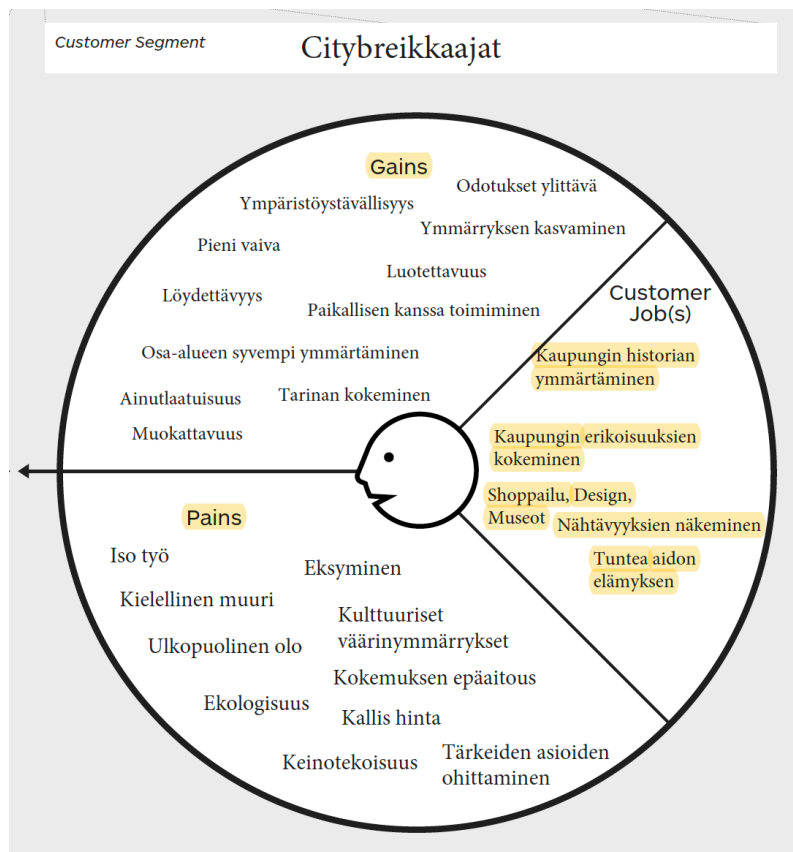 Customer Segment
Citybreikkaajat
Gains
Odotukset ylittävä
Ympäristöystävällisyys
Ymmärryksen kasvaminen
Pieni vaiva
Luotettavuus
Löydettävyys
Paikallisen kanssa toimiminen
Osa-alueen syvempi ymmärtäminen
Ainutlaatuisuus
Tarinan kokeminen
Muokattavuus
Customer
Job(s)
Kaupungin historian
ymmärtäminen
Kaupungin erikoisuuksien
kokeminen
Shoppailu, Design,
Museot
Nähtävyyksien näkeminen
Tuntea aidon
elämyksen
Pains
Iso työ
Eksyminen
Kielellinen muuri
Kulttuuriset
väärinymmärrykset
Ulkopuolinen olo
Kokemuksen epäaitous
Ekologisuus
Kallis hinta
Keinotekoisuus
Tärkeiden asioiden
ohittaminen